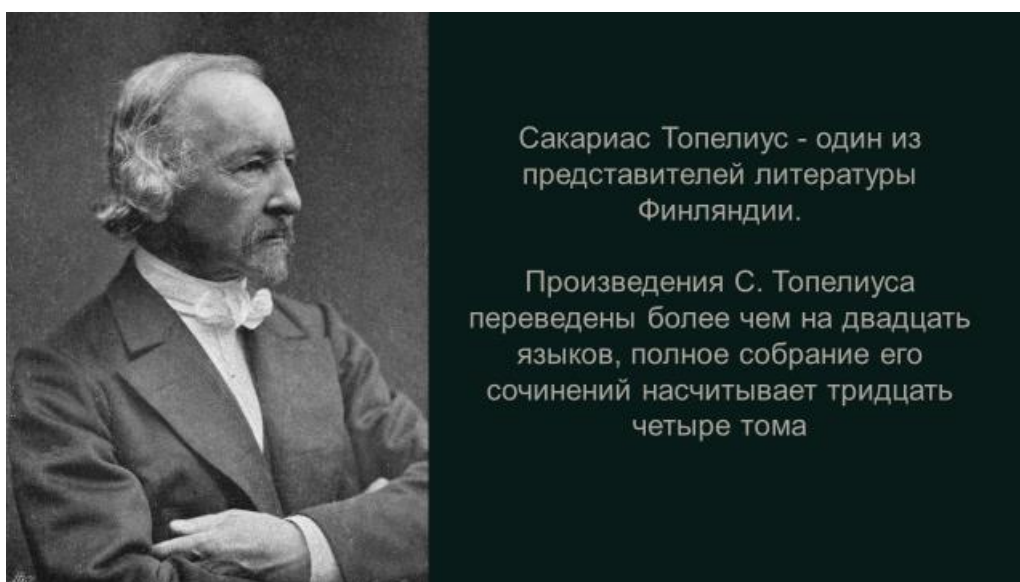 Сакариас Топелиус - один из
представителей литературы
Финляндии.
Произведения С. Топелиуса
переведены более чем на двадцать
языков, полное собрание его
сочинений насчитывает тридцать
четыре тома